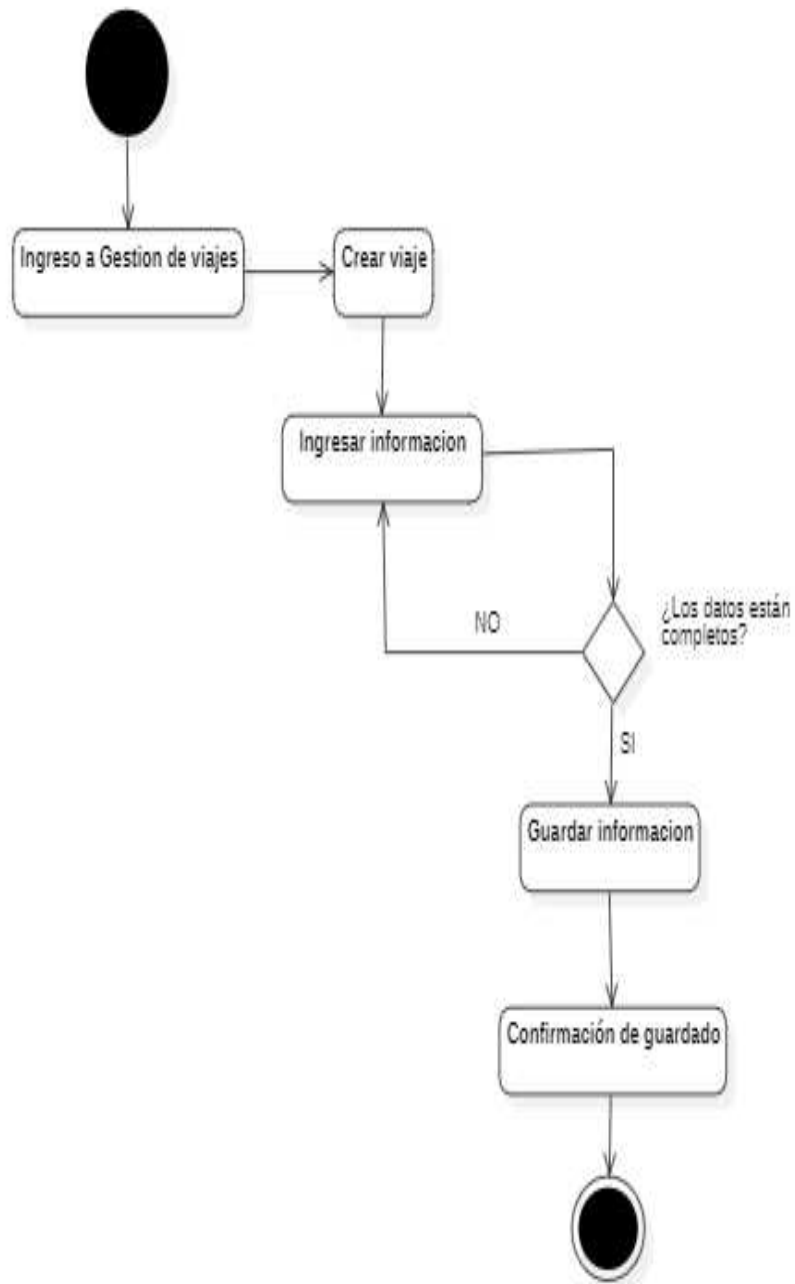 Ingreso a Gestion de viajes
Crear viaje
Ingresar informacion
¿Los datos están
completos?
NO
SI
Guardar informacion
Confirmación de guardado